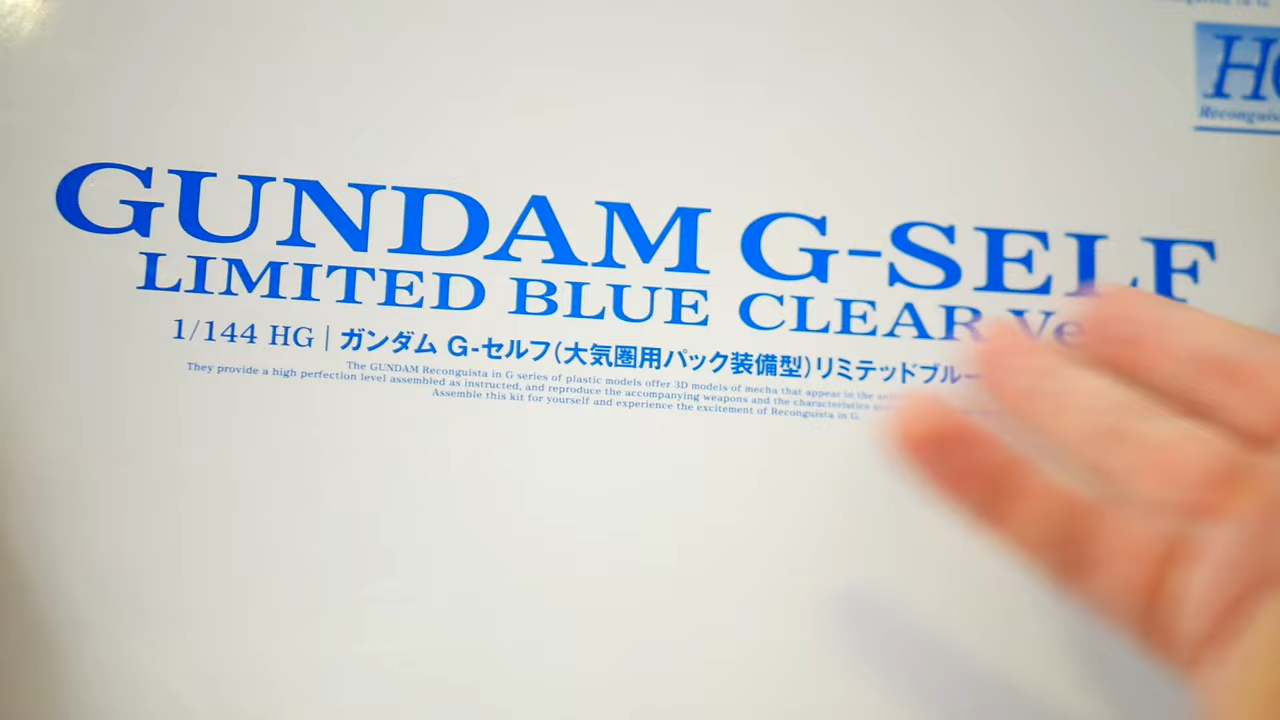 HG
GUNDAM G-SELF
LIMITED BLUE CLEAR Ve
1/144 HG | ガンダム G-セルフ(大気圏用パック装備型)リミテッドブルー
The GUNDAM Reconguista in G series of plastic models offer 3D models of mecha that appear in the
They provide a high perfection level assembled as instructed, and reproduce the accompanying weapons and the characteristics
Assemble this kit for yourself and experience the excitement of Reconguista in G.